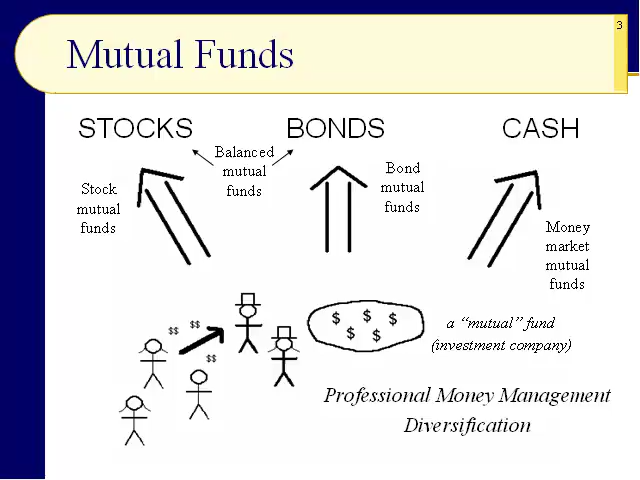 3
Mutual Funds
STOCKS
BONDS
CASH
Balanced
mutual
funds
Stock
mutual
funds
Bond
mutual
funds
Money
market
mutual
funds
$$
$$
$$
$ $ $
$ $
a “mutual” fund
(investment company)
Professional Money Management
Diversification